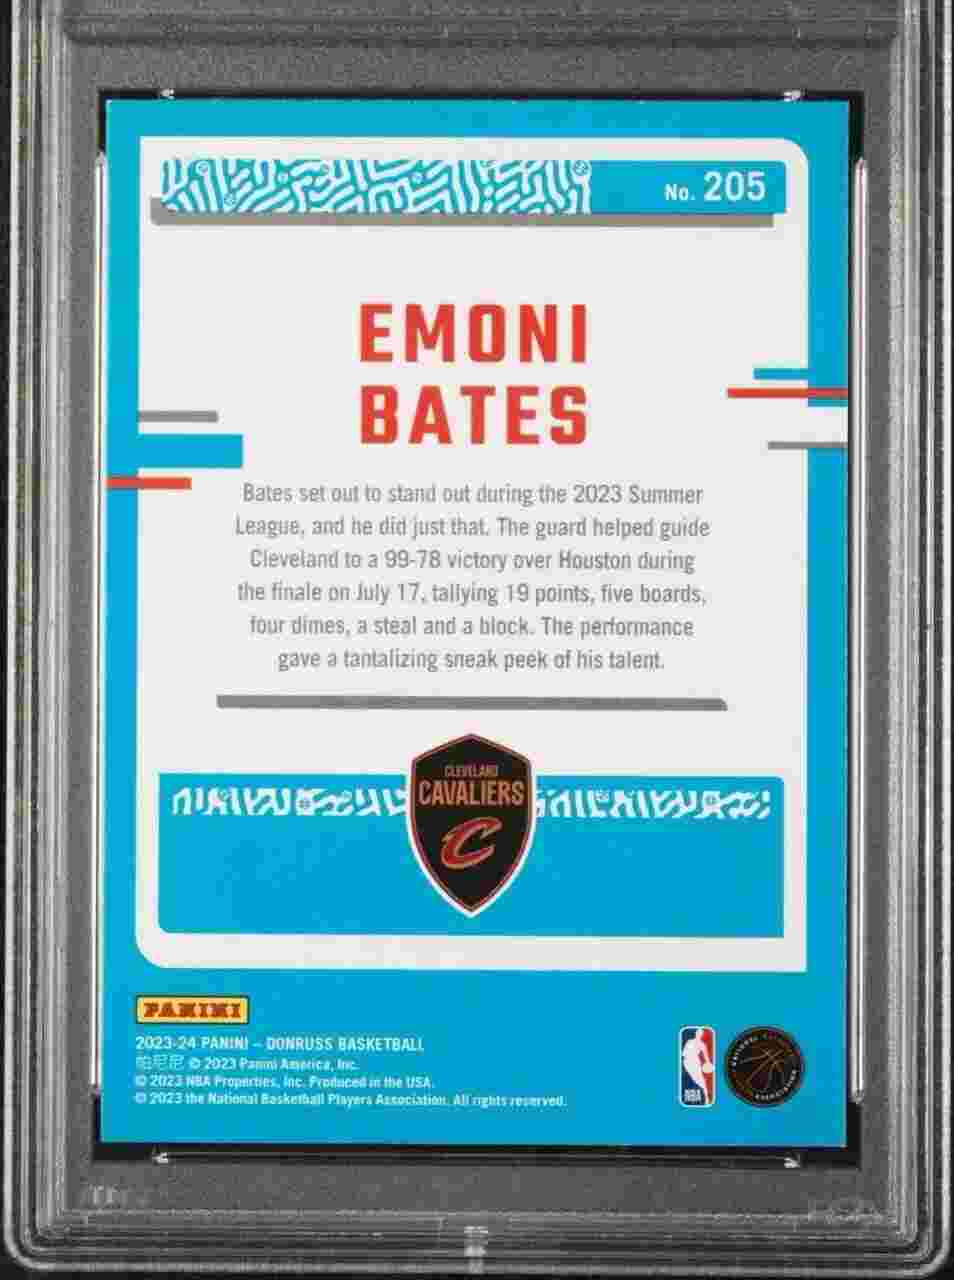 No. 205
EMONI
BATES
Bates set out to stand out during the 2023 Summer
League, and he did just that. The guard helped guide
Cleveland to a 99-78 victory over Houston during
the finale on July 17, tallying 19 points, five boards,
four dimes, a steal and a block. The performance
gave a tantalizing sneak peek of his talent.
CLEVELAND
CAVALIERS
C
PANINI
2023-24 PANINI – DONRUSS BASKETBALL
帕尼尼 © 2023 Panini America, Inc.
© 2023 NBA Properties, Inc. Produced in the USA.
© 2023 the National Basketball Players Association. All rights reserved.
NBA